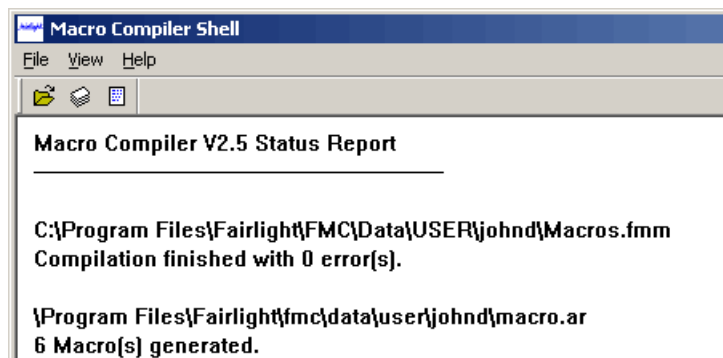 Macro Compiler Shell
File View Help
Macro Compiler V2.5 Status Report
C:\Program Files\Fairlight\FMC\Data\USER\johnd\Macros.fmm
Compilation finished with 0 error(s).
\Program Files\Fairlight\fmc\data\user\johnd\macro.ar
6 Macro(s) generated.